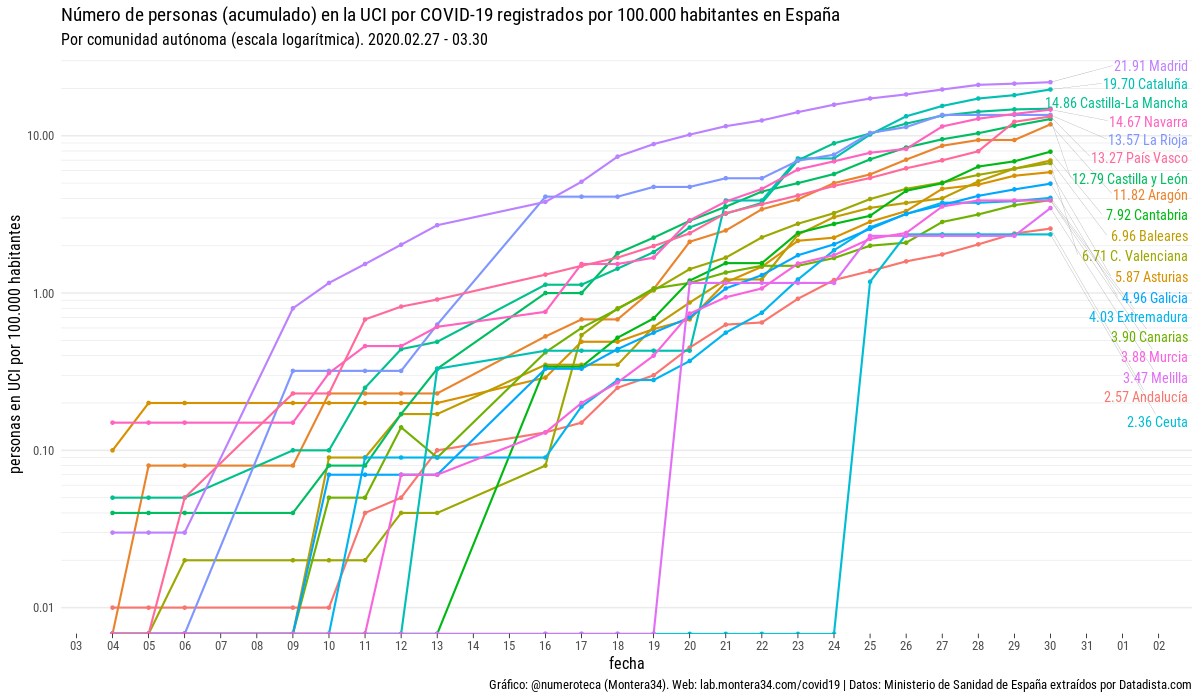 Número de personas (acumulado) en la UCI por COVID-19 registrados por 100.000 habitantes en España
Por comunidad autónoma (escala logarítmica). 2020.02.27 - 03.30
personas en UCI por 100.000 habitantes
10.00
1.00
0.10
0.01
21.91 Madrid
19.70 Cataluña
14.86 Castilla-La Mancha
14.67 Navarra
13.57 La Rioja
13.27 País Vasco
12.79 Castilla y León
11.82 Aragón
7.92 Cantabria
6.96 Baleares
6.71 C. Valenciana
5.87 Asturias
4.96 Galicia
4.03 Extremadura
3.90 Canarias
3.88 Murcia
3.47 Melilla
2.57 Andalucía
2.36 Ceuta
03 04 05 06 07 08 09 10 11 12 13 14 15 16 17 18 19 20 21 22 23 24 25 26 27 28 29 30 31 01 02
fecha
Gráfico: @numeroteca (Montera34). Web: lab.montera34.com/covid19 | Datos: Ministerio de Sanidad de España extraídos por Datadista.com